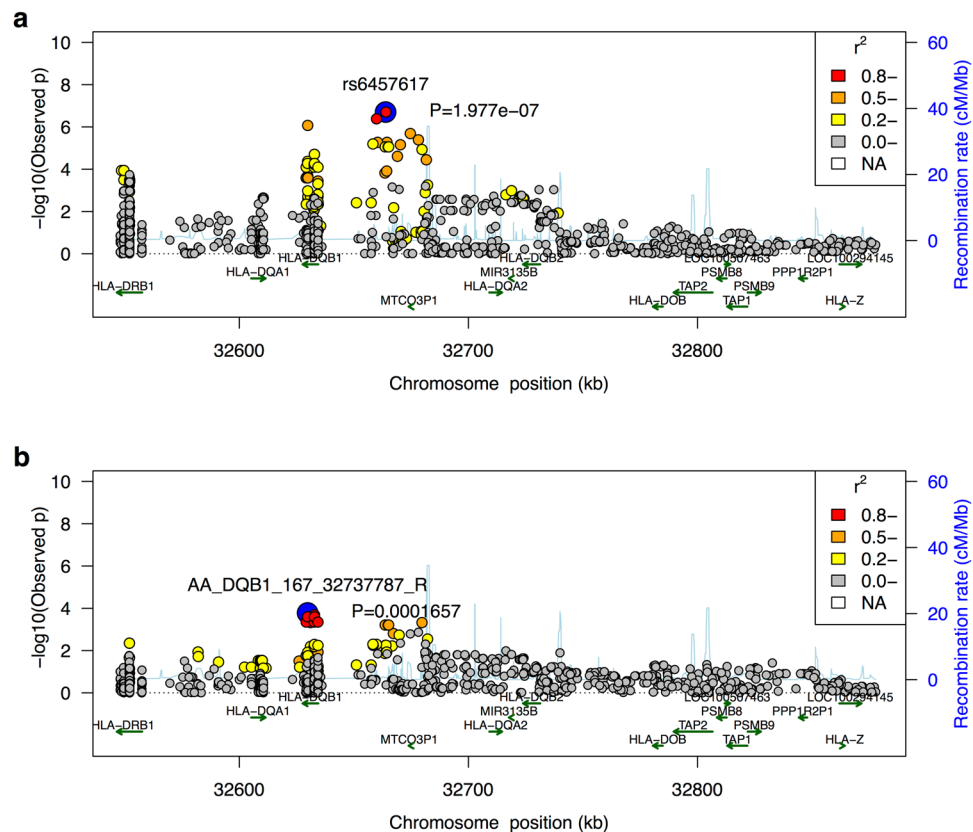 a
10
8
6
4
2
0
−log10(Observed p)
rs6457617
P=1.977e−07
r2
0.8−
0.5−
0.2−
0.0−
NA
60
40
20
0
Recombination rate (cM/Mb)
HLA−DQB1
HLA−DQB2
LOC100507463
LOC100294145
HLA−DQA1
MIR3135B
PSMB8
PPP1R2P1
HLA−DRB1
HLA−DQA2
TAP2
PSMB9
MTCO3P1
HLA−DOB
TAP1
HLA−Z
32600
32700
32800
Chromosome position (kb)
b
10
8
6
4
2
0
−log10(Observed p)
AA_DQB1_167_32737787_R
P=0.0001657
r2
0.8−
0.5−
0.2−
0.0−
NA
60
40
20
0
Recombination rate (cM/Mb)
HLA−DQB1
HLA−DQB2
LOC100507463
LOC100294145
HLA−DQA1
MIR3135B
PSMB8
PPP1R2P1
HLA−DRB1
HLA−DQA2
TAP2
PSMB9
MTCO3P1
HLA−DOB
TAP1
HLA−Z
32600
32700
32800
Chromosome position (kb)